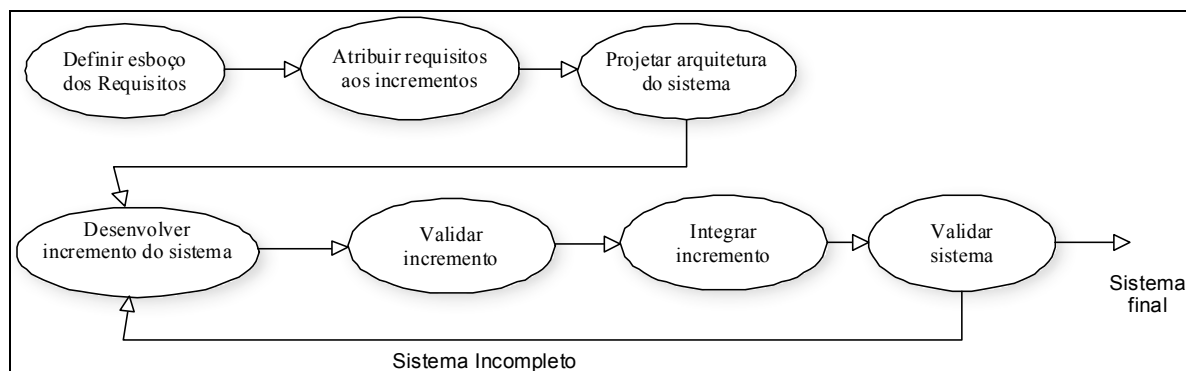 Definir esboço
dos Requisitos
Atribuir requisitos
aos incrementos
Projetar arquitetura
do sistema
Desenvolver
incremento do sistema
Validar
incremento
Integrar
incremento
Validar
sistema
Sistema
final
Sistema Incompleto